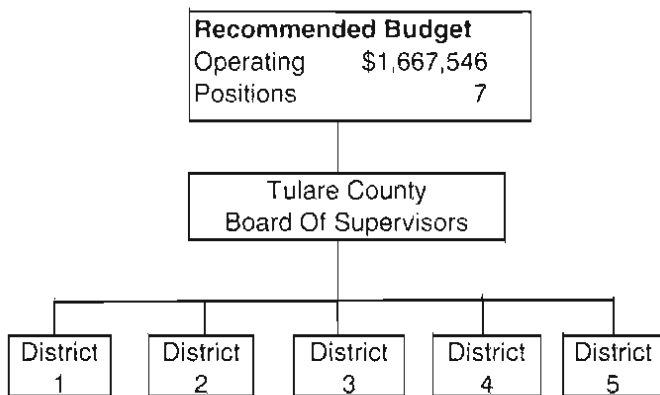 Recommended Budget
Operating $1,667,546
Positions 7
Tulare County
Board Of Supervisors
District
1
District
2
District
3
District
4
District
5